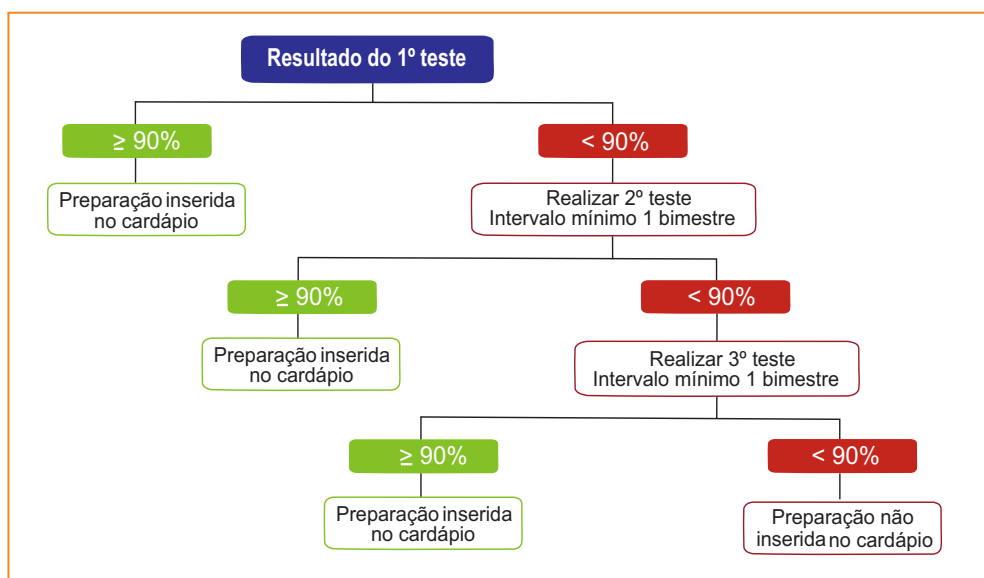 Resultado do 1º teste
≥ 90%
< 90%
Preparação inserida
no cardápio
Realizar 2º teste
Intervalo mínimo 1 bimestre
≥ 90%
< 90%
Preparação inserida
no cardápio
Realizar 3º teste
Intervalo mínimo 1 bimestre
≥ 90%
< 90%
Preparação inserida
no cardápio
Preparação não
inserida no cardápio